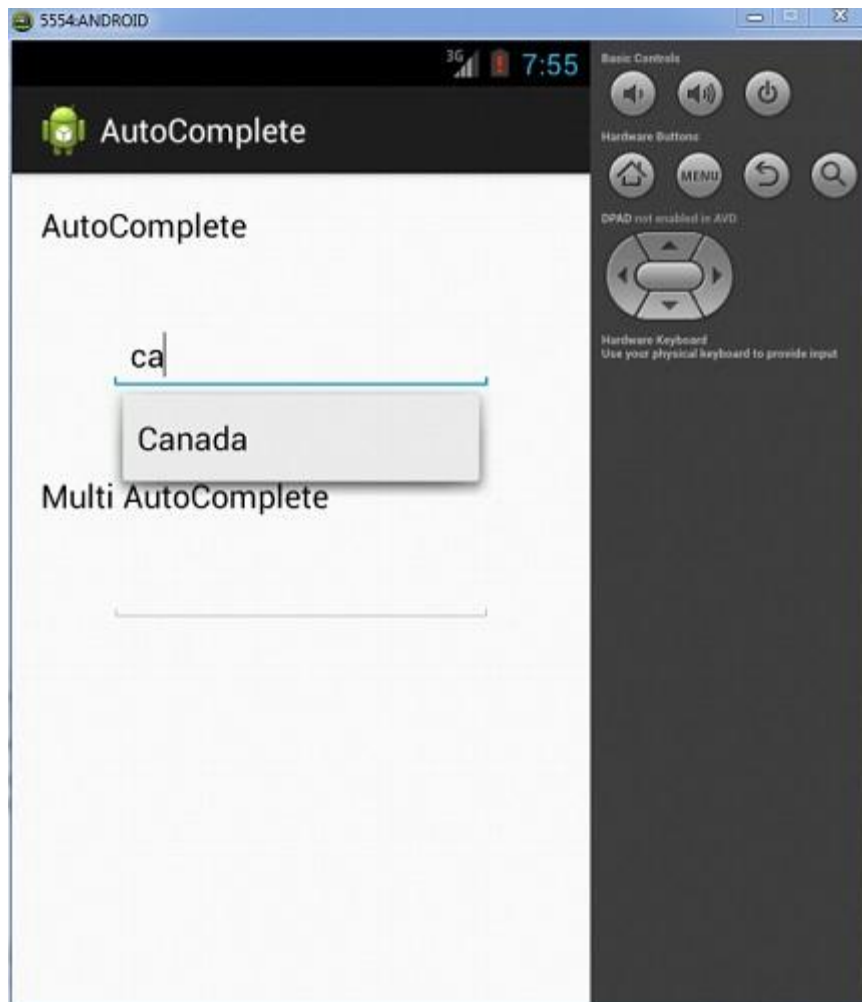 5554:ANDROID
3G 7:55
AutoComplete
AutoComplete
ca
Canada
Multi AutoComplete
Basic Controls
Hardware Buttons
MENU
DPAD not enabled in AVD
Hardware Keyboard
Use your physical keyboard to provide input